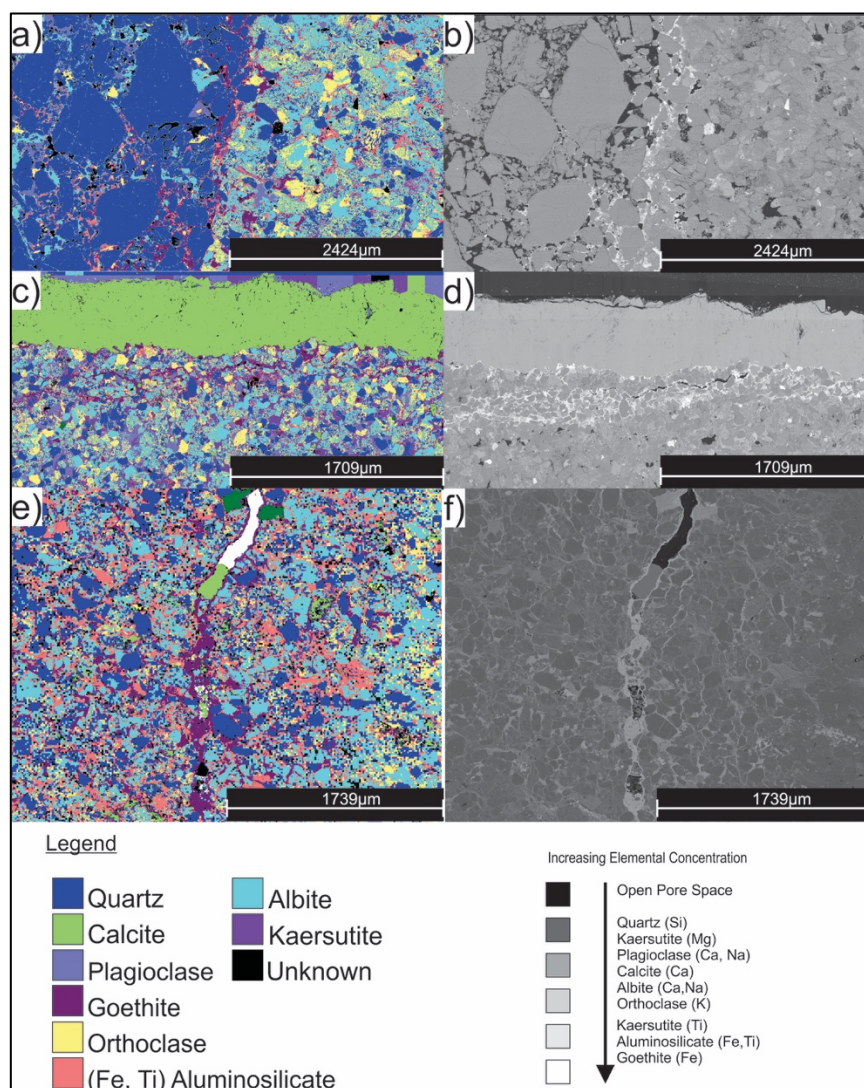 a)
b)
2424µm
2424µm
c)
d)
1709µm
1709µm
e)
f)
1739µm
1739µm
Legend
Quartz
Albite
Calcite
Kaersutite
Plagioclase
Unknown
Goethite
Orthoclase
(Fe, Ti) Aluminosilicate
Increasing Elemental Concentration
Open Pore Space
Quartz (Si)
Kaersutite (Mg)
Plagioclase (Ca, Na)
Calcite (Ca)
Albite (Ca,Na)
Orthoclase (K)
Kaersutite (Ti)
Aluminosilicate (Fe,Ti)
Goethite (Fe)